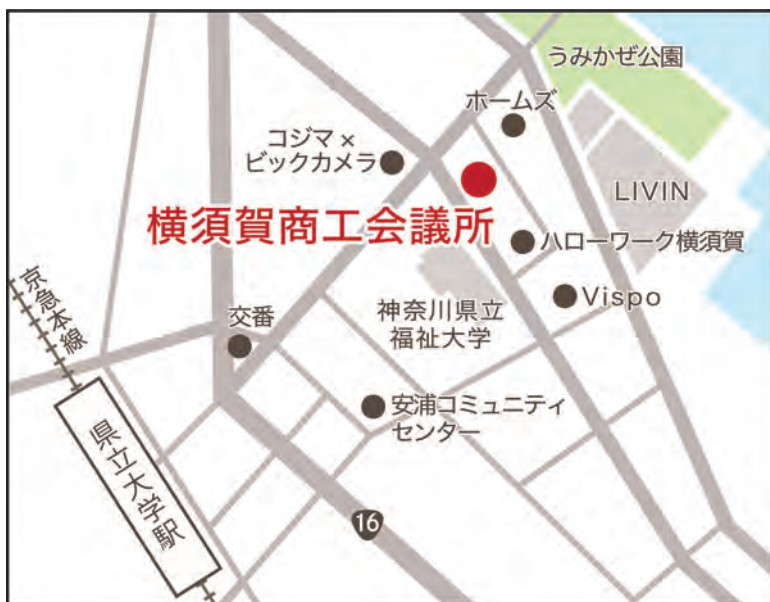 うみかぜ公園
ホームズ
コジマ×
ビックカメラ
LIVIN
横須賀商工会議所
ハローワーク横須賀
京急本線
Vispo
交番
神奈川県立
福祉大学
安浦コミュニティ
センター
県立大学駅
16